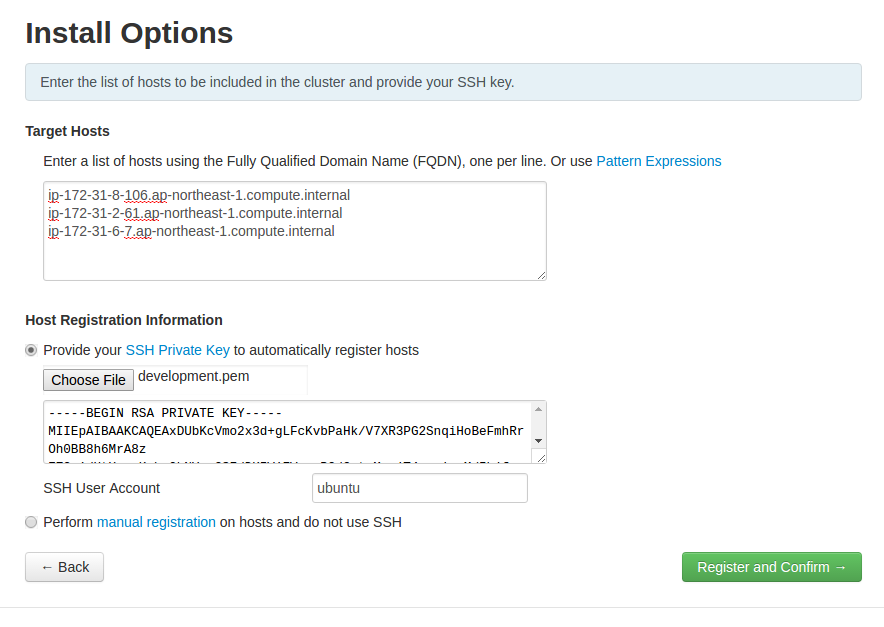 Install Options
Enter the list of hosts to be included in the cluster and provide your SSH key.
Target Hosts
Enter a list of hosts using the Fully Qualified Domain Name (FQDN), one per line. Or use Pattern Expressions
ip-172-31-8-106.ap-northeast-1.compute.internal
ip-172-31-2-61.ap-northeast-1.compute.internal
ip-172-31-6-7.ap-northeast-1.compute.internal
Host Registration Information
Provide your SSH Private Key to automatically register hosts
Choose File development.pem
-----BEGIN RSA PRIVATE KEY-----
MIIEpAIBAAKCAQEAxDUbKcVmo2x3d+gLFcKvbPaHk/V7XR3PG2SnqiHoBeFmhRr
Oh0BB8h6MrA8z
SSH User Account ubuntu
Perform manual registration on hosts and do not use SSH
← Back Register and Confirm →